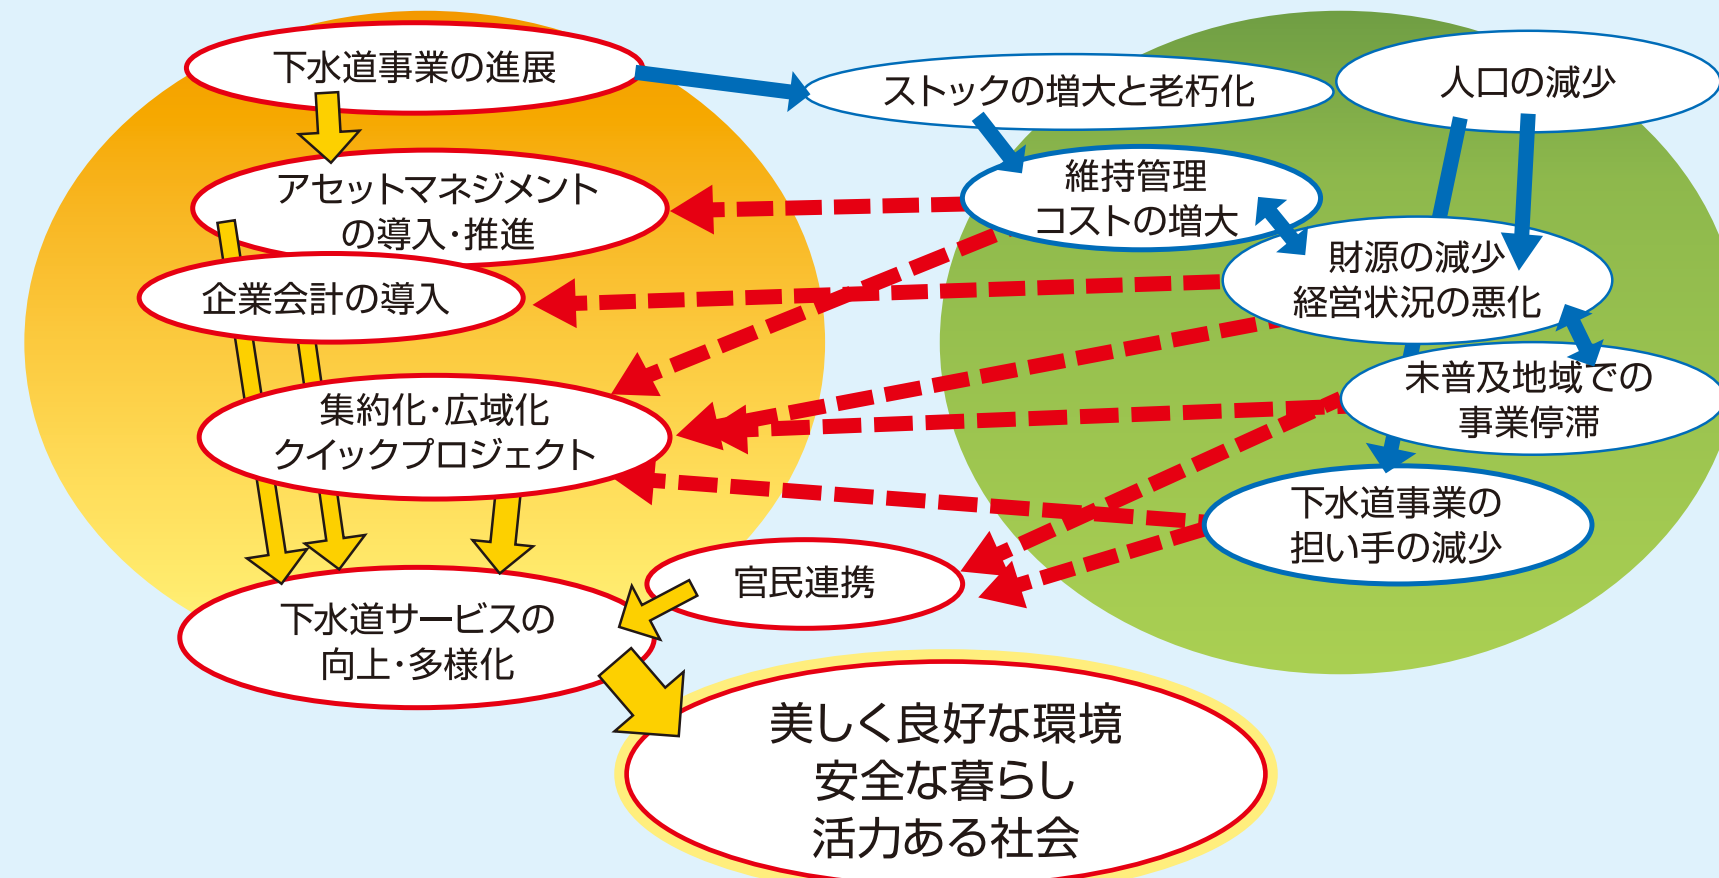 下水道事業の進展
ストックの増大と老朽化
人口の減少
アセットマネジメント
の導入・推進
維持管理
コストの増大
企業会計の導入
財源の減少
経営状況の悪化
集約化・広域化
クイックプロジェクト
未普及地域での
事業停滞
下水道事業の
担い手の減少
官民連携
下水道サービスの
向上・多様化
美しく良好な環境
安全な暮らし
活力ある社会